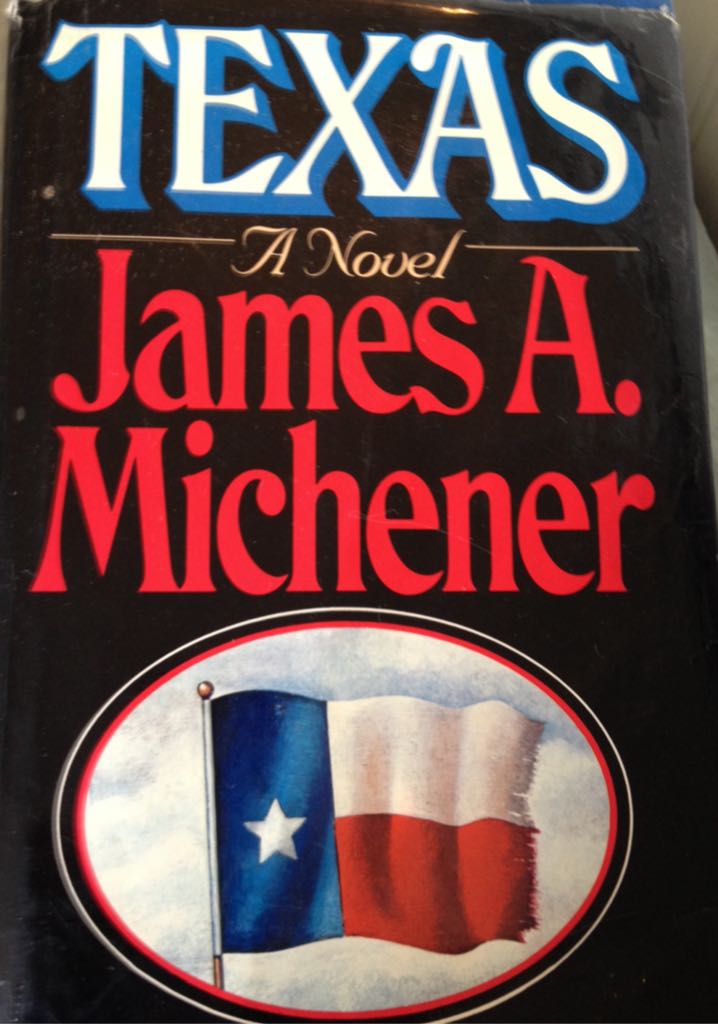 TEXAS
A Novel
James A.
Michener